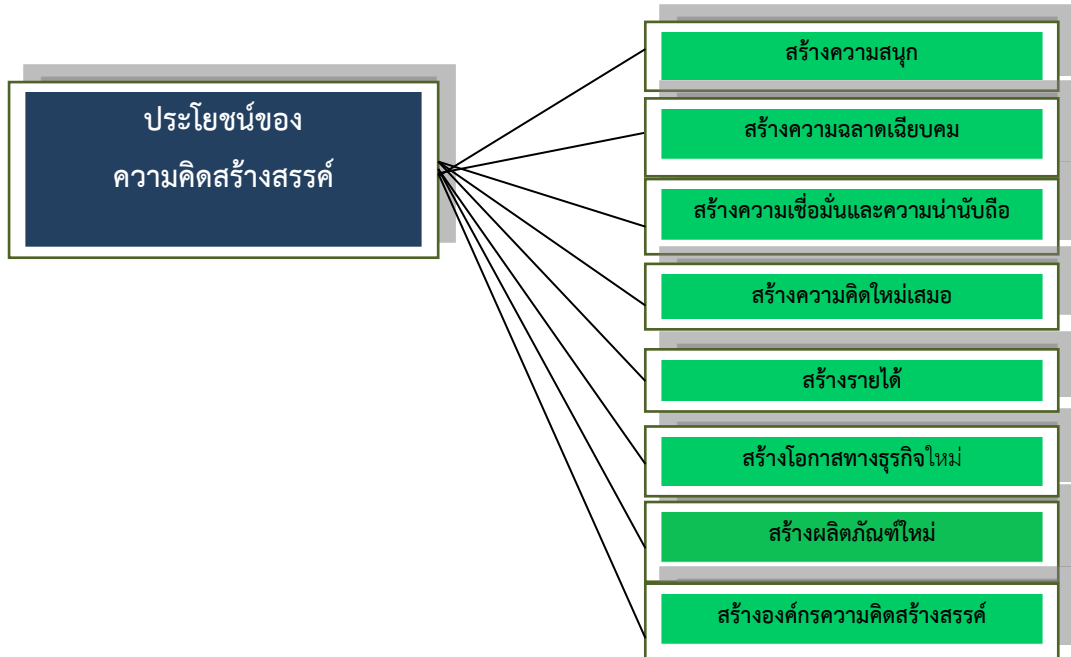 ประโยชน์ของ
ความคิดสร้างสรรค์
สร้างความสนุก
สร้างความฉลาดเฉียบคม
สร้างความเชื่อมั่นและความน่านับถือ
สร้างความคิดใหม่เสมอ
สร้างรายได้
สร้างโอกาสทางธุรกิจใหม่
สร้างผลิตภัณฑ์ใหม่
สร้างองค์กรความคิดสร้างสรรค์